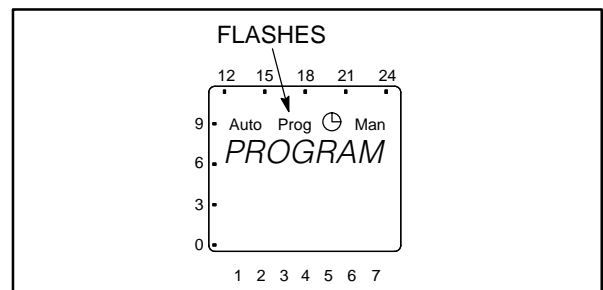 FLASHES
12 15 18 21 24
9 Auto Prog Man
PROGRAM
6
3
0
1 2 3 4 5 6 7